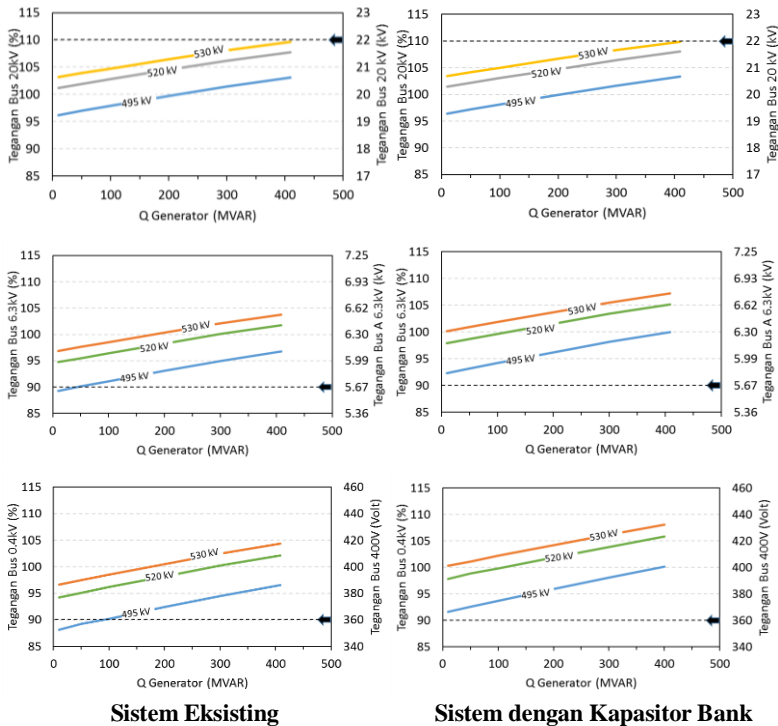 Tegangan Bus 20kV (%)
115
110
105
100
95
90
85
530 kV
520 kV
495 kV
23
22
21
20
19
18
17
Tegangan Bus 20 kV (kV)
0 100 200 300 400 500
Q Generator (MVAR)
Tegangan Bus 20kV (%)
115
110
105
100
95
90
85
530 kV
520 kV
495 kV
23
22
21
20
19
18
17
Tegangan Bus 20 kV (kV)
0 100 200 300 400 500
Q Generator (MVAR)
Tegangan Bus 6.3kV (%)
115
110
105
100
95
90
85
530 kV
520 kV
495 kV
7.25
6.93
6.62
6.30
5.99
5.67
5.36
Tegangan Bus A 6.3kV (kV)
0 100 200 300 400 500
Q Generator (MVAR)
Tegangan Bus 6.3kV (%)
115
110
105
100
95
90
85
530 kV
520 kV
495 kV
7.25
6.93
6.62
6.30
5.99
5.67
5.36
Tegangan Bus A 6.3kV (kV)
0 100 200 300 400 500
Q Generator (MVAR)
Tegangan Bus 0.4kV (%)
115
110
105
100
95
90
85
530 kV
520 kV
495 kV
460
440
420
400
380
360
340
Tegangan Bus 400V (Volt)
0 100 200 300 400 500
Q Generator (MVAR)
Tegangan Bus 0.4kV (%)
115
110
105
100
95
90
85
530 kV
520 kV
495 kV
460
440
420
400
380
360
340
Tegangan Bus 400V (Volt)
0 100 200 300 400 500
Q Generator (MVAR)
Sistem Eksisting
Sistem dengan Kapasitor Bank